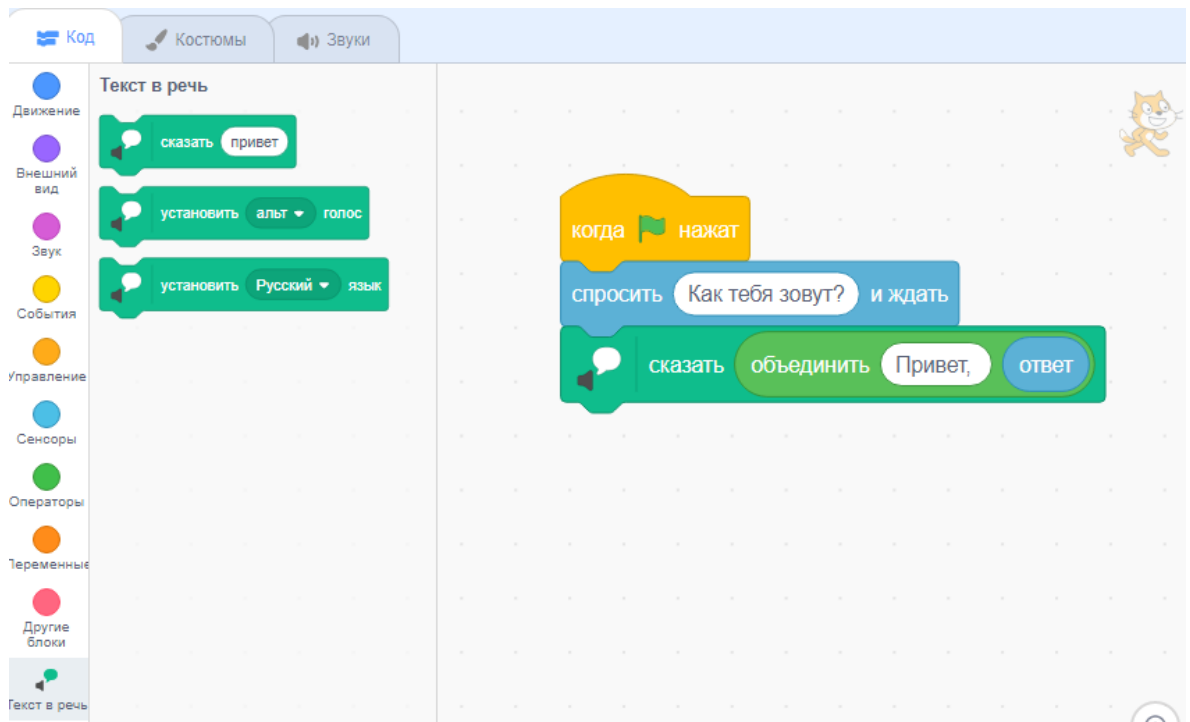 Код
Костюмы
Звуки
Движение
Внешний
вид
Звук
События
Управление
Сенсоры
Операторы
Переменные
Другие
блоки
Текст в речь
Текст в речь
сказать привет
установить альт голос
установить Русский язык
когда нажат
спросить Как тебя зовут? и ждать
сказать объединить Привет, ответ